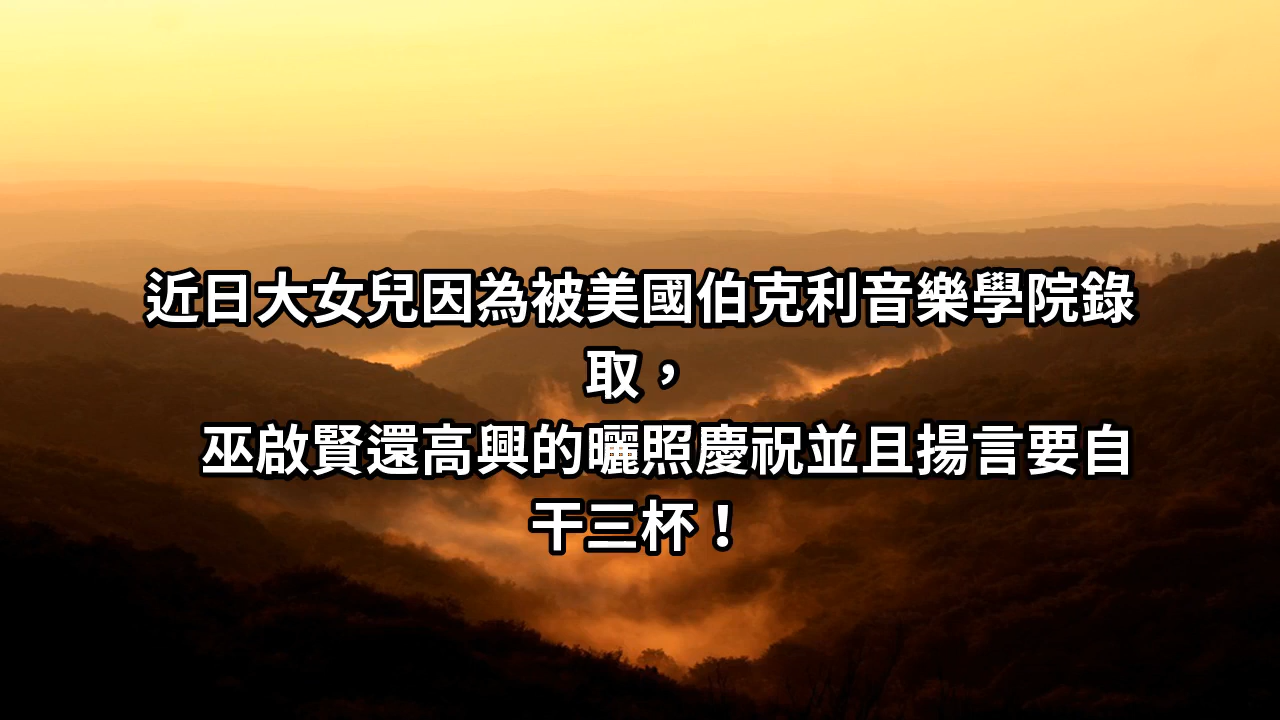 近日大女兒因為被美國伯克利音樂學院錄
取，
巫啟賢還高興的曬照慶祝並且揚言要自
干三杯！